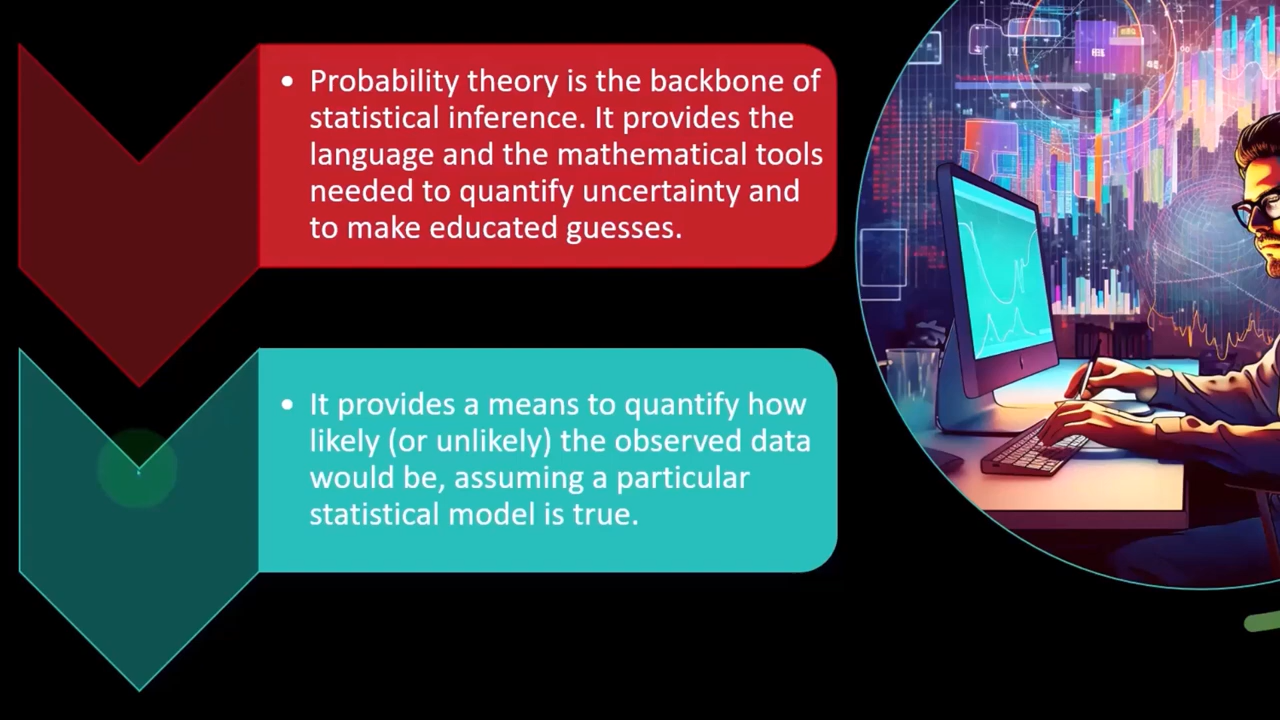 • Probability theory is the backbone of
statistical inference. It provides the
language and the mathematical tools
needed to quantify uncertainty and
to make educated guesses.
• It provides a means to quantify how
likely (or unlikely) the observed data
would be, assuming a particular
statistical model is true.